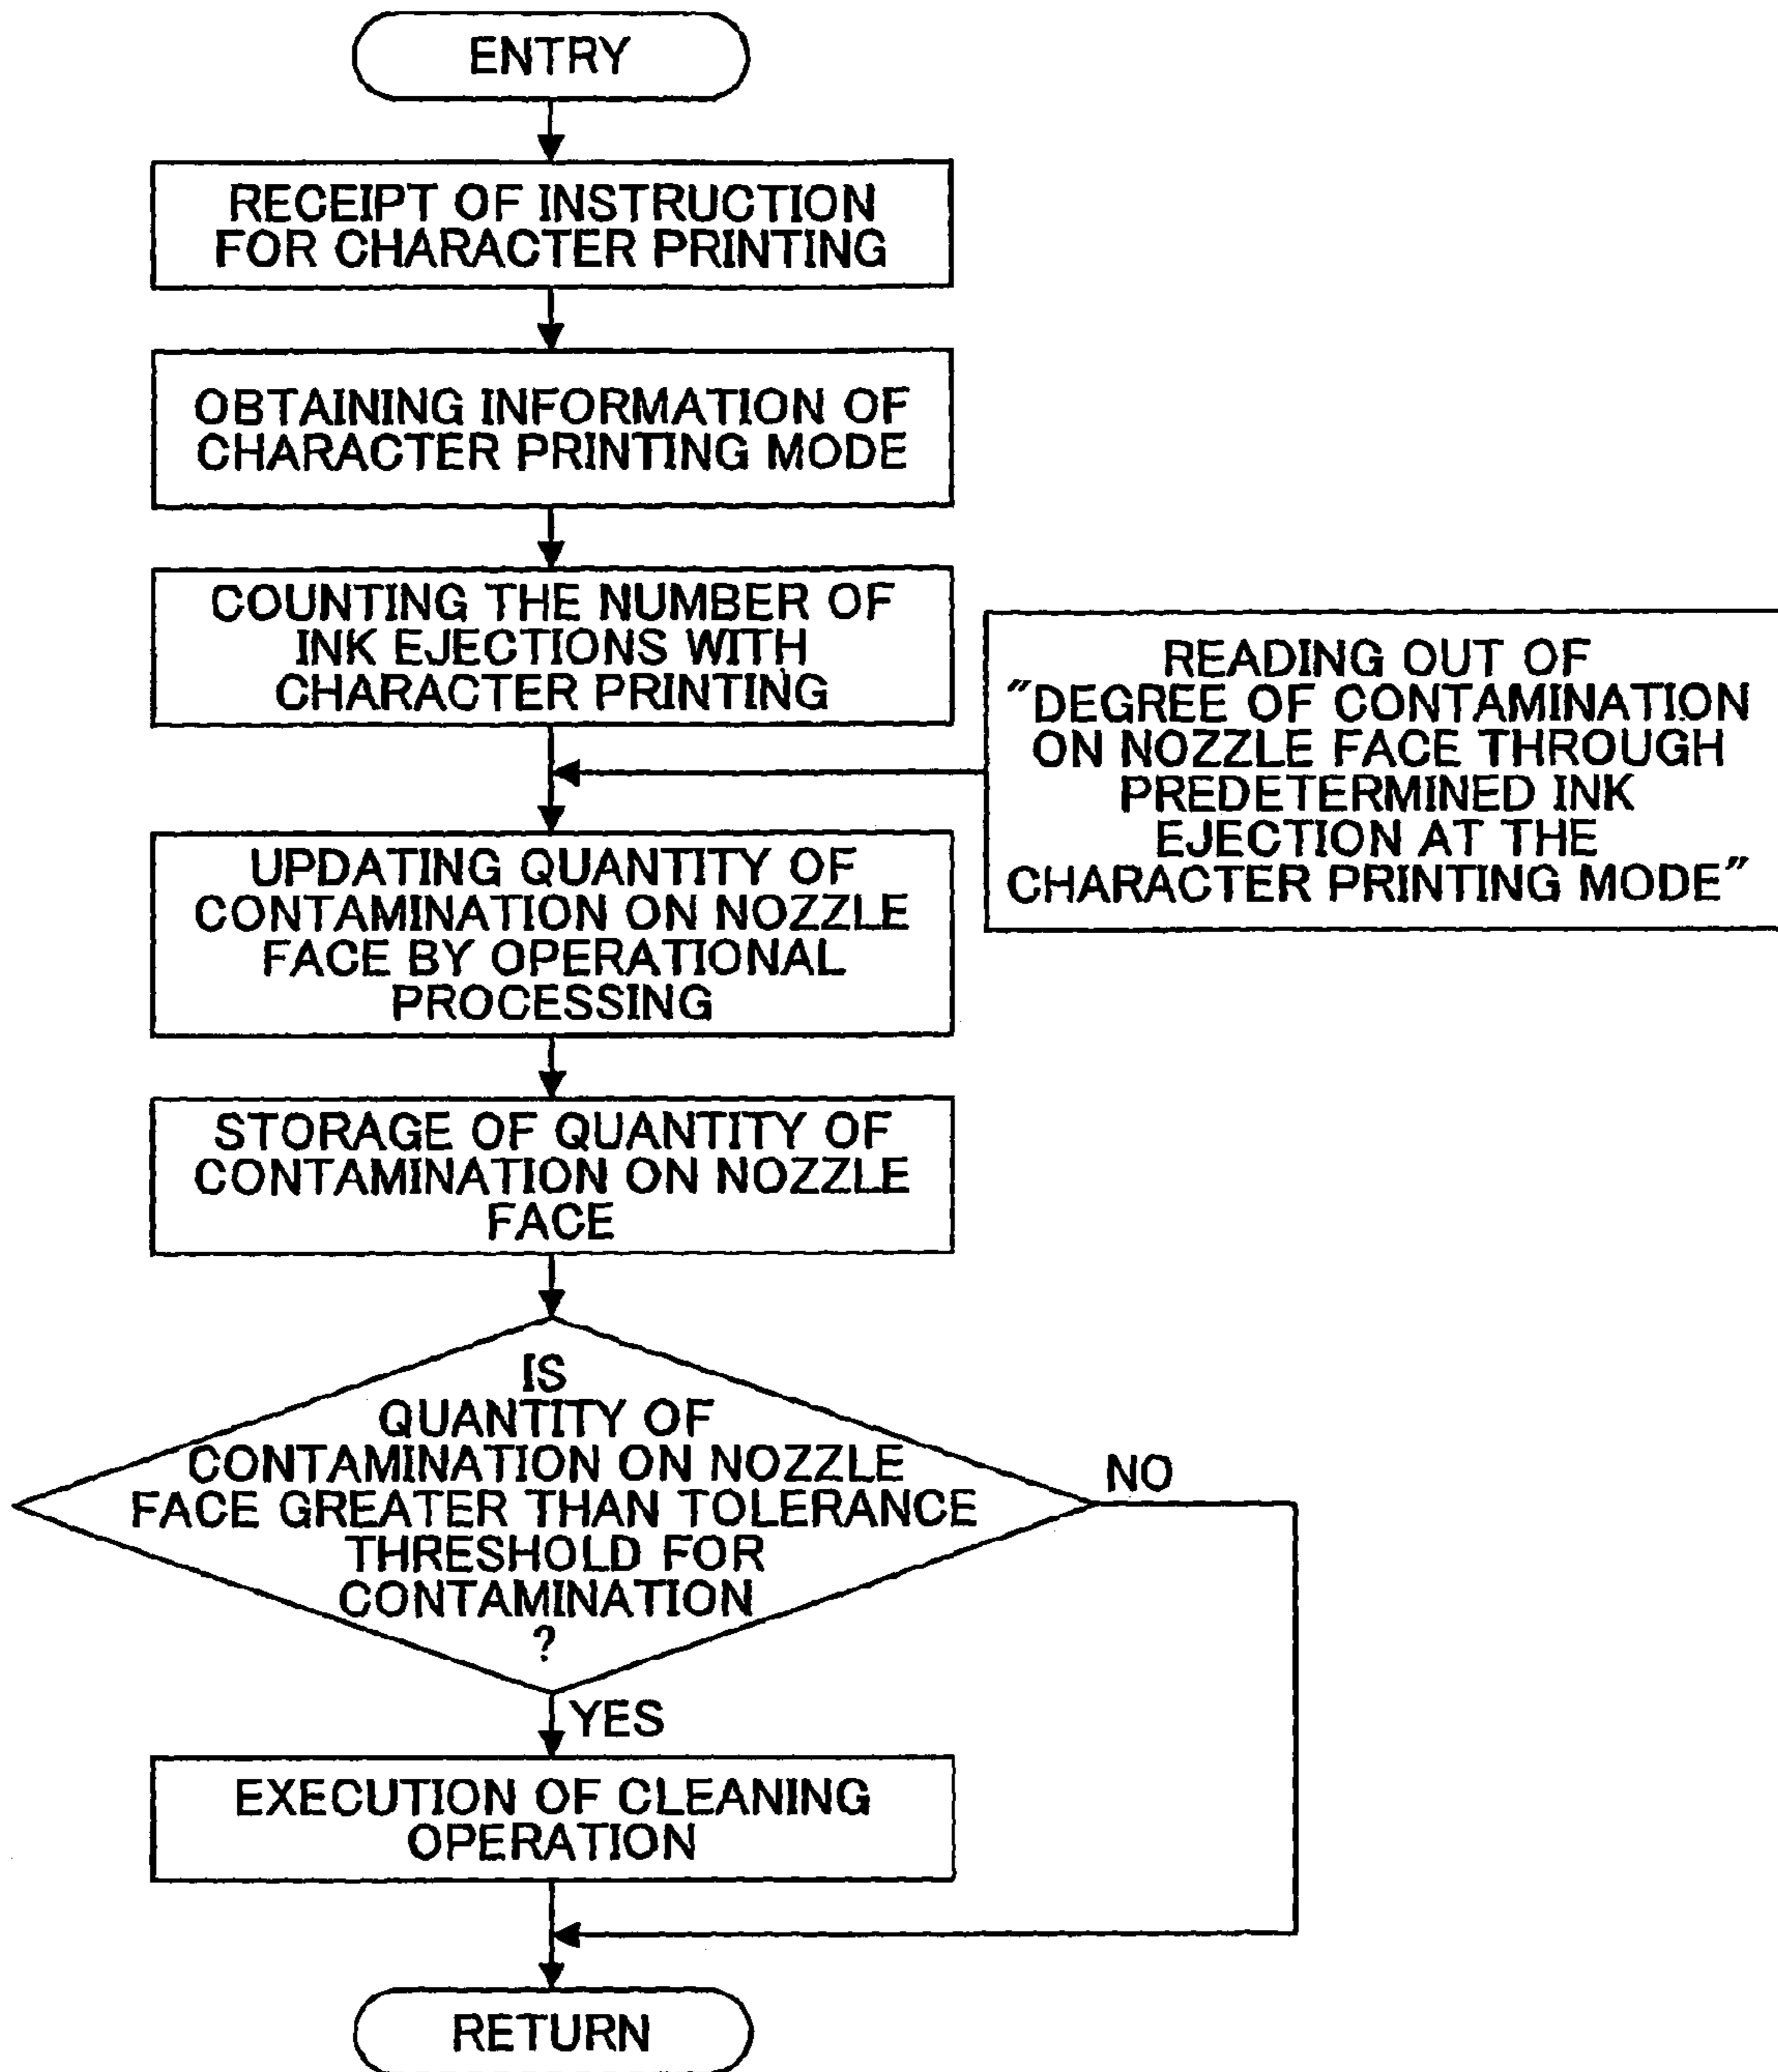 ENTRY
RECEIPT OF INSTRUCTION
FOR CHARACTER PRINTING
OBTAINING INFORMATION OF
CHARACTER PRINTING MODE
COUNTING THE NUMBER OF
INK EJECTIONS WITH
CHARACTER PRINTING
READING OUT OF
"DEGREE OF CONTAMINATION
ON NOZZLE FACE THROUGH
PREDETERMINED INK
EJECTION AT THE
CHARACTER PRINTING MODE"
UPDATING QUANTITY OF
CONTAMINATION ON NOZZLE
FACE BY OPERATIONAL
PROCESSING
STORAGE OF QUANTITY OF
CONTAMINATION ON NOZZLE
FACE
IS
QUANTITY OF
CONTAMINATION ON NOZZLE
FACE GREATER THAN TOLERANCE
THRESHOLD FOR
CONTAMINATION
?
NO
YES
EXECUTION OF CLEANING
OPERATION
RETURN